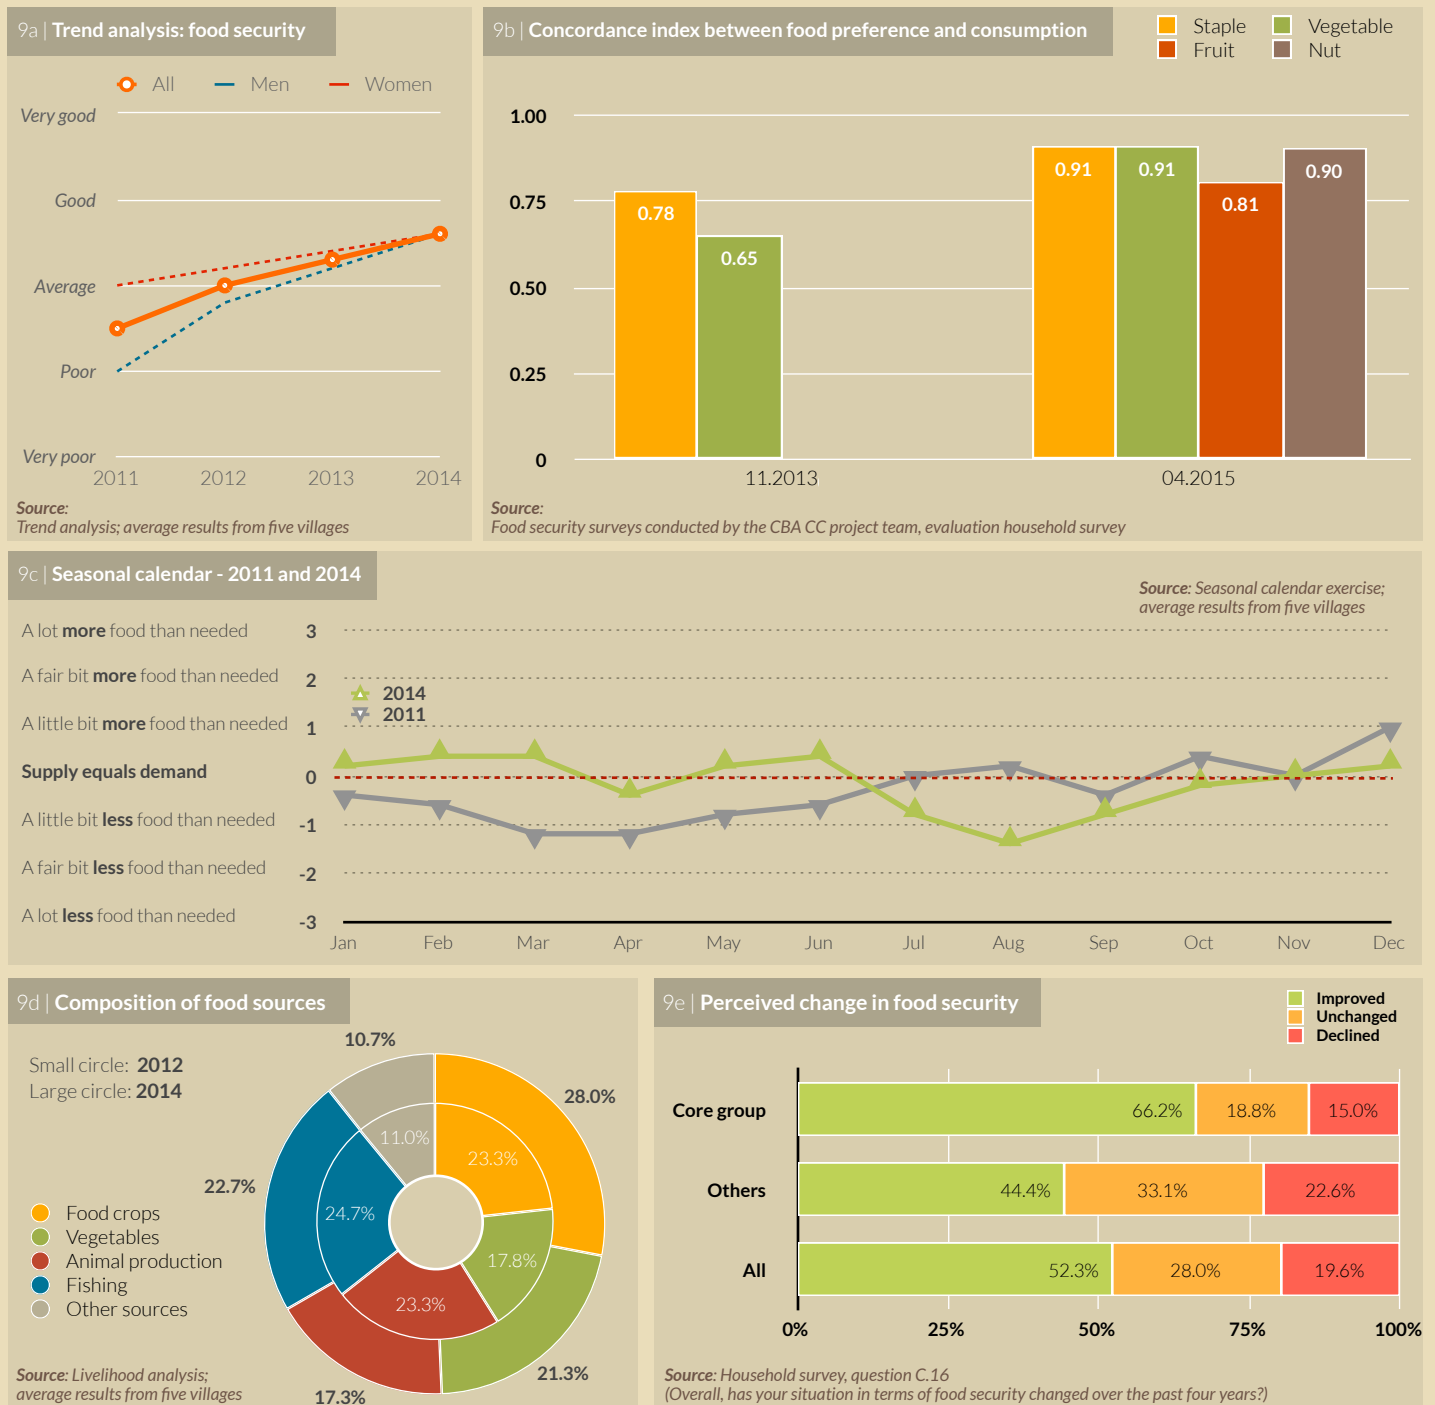 9a | Trend analysis: food security
All Men Women
Very good
Good
Average
Poor
Very poor
2011 2012 2013 2014
Source:
Trend analysis; average results from five villages
9b | Concordance index between food preference and consumption
Staple Vegetable
Fruit Nut
1.00
0.75
0.50
0.25
0
0.78
0.65
0.91
0.91
0.81
0.90
11.2013 04.2015
Source:
Food security surveys conducted by the CBA CC project team, evaluation household survey
9c | Seasonal calendar - 2011 and 2014
Source: Seasonal calendar exercise;
average results from five villages
A lot more food than needed 3
A fair bit more food than needed 2
2014
2011
A little bit more food than needed 1
Supply equals demand 0
A little bit less food than needed -1
A fair bit less food than needed -2
A lot less food than needed -3
Jan Feb Mar Apr May Jun Jul Aug Sep Oct Nov Dec
9d | Composition of food sources
Small circle: 2012
Large circle: 2014
10.7%
28.0%
11.0%
23.3%
22.7%
24.7%
17.8%
23.3%
21.3%
17.3%
Food crops
Vegetables
Animal production
Fishing
Other sources
Source: Livelihood analysis;
average results from five villages
9e | Perceived change in food security
Improved
Unchanged
Declined
Core group 66.2% 18.8% 15.0%
Others 44.4% 33.1% 22.6%
All 52.3% 28.0% 19.6%
0% 25% 50% 75% 100%
Source: Household survey, question C.16
(Overall, has your situation in terms of food security changed over the past four years?)